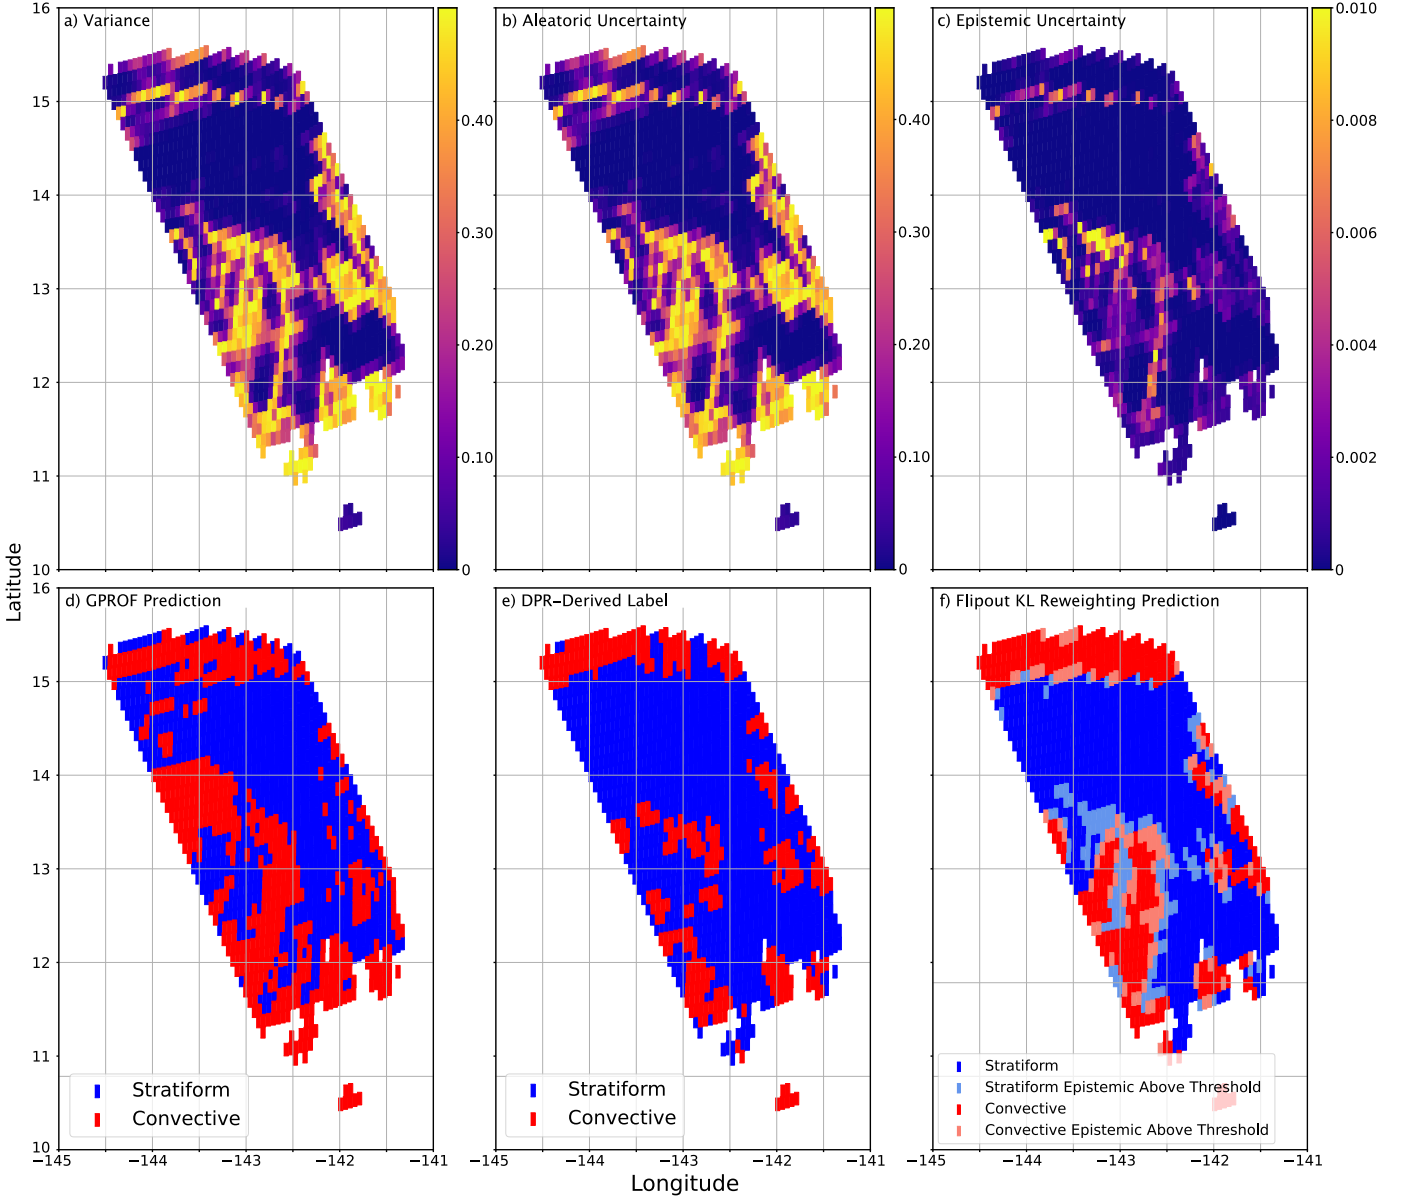 a) Variance
b) Aleatoric Uncertainty
c) Epistemic Uncertainty
16
15
14
13
12
11
10
0.40
0.30
0.20
0.10
0
0.40
0.30
0.20
0.10
0
0.010
0.008
0.006
0.004
0.002
0
Latitude
d) GPROF Prediction
e) DPR-Derived Label
f) Flipout KL Reweighting Prediction
16
15
14
13
12
11
10
Stratiform
Convective
Stratiform
Convective
Stratiform
Stratiform Epistemic Above Threshold
Convective
Convective Epistemic Above Threshold
−145 −144 −143 −142 −141
−145 −144 −143 −142 −141
−145 −144 −143 −142 −141
Longitude